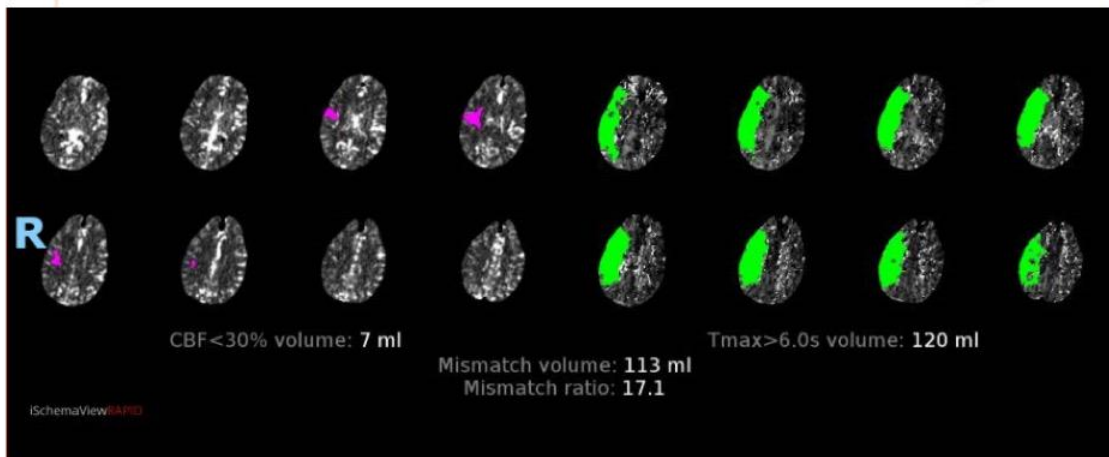 R
CBF<30% volume: 7 ml
Tmax>6.0s volume: 120 ml
Mismatch volume: 113 ml
Mismatch ratio: 17.1
iSchemaViewRAPID